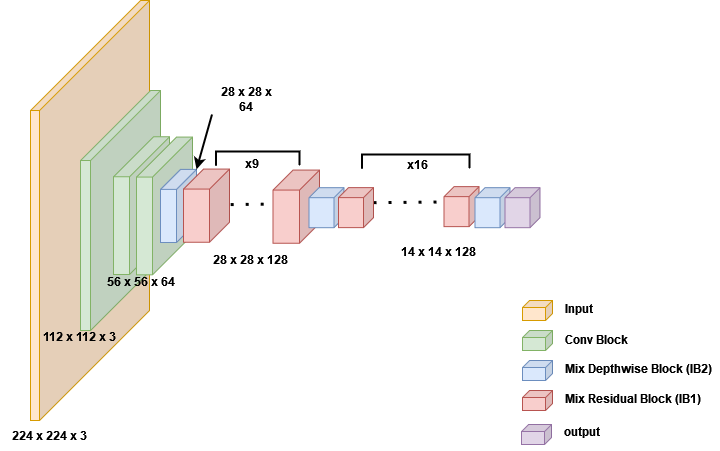 28 x 28 x
64
x9
x16
28 x 28 x 128
14 x 14 x 128
56 x 56 x 64
112 x 112 x 3
224 x 224 x 3
Input
Conv Block
Mix Depthwise Block (IB2)
Mix Residual Block (IB1)
output